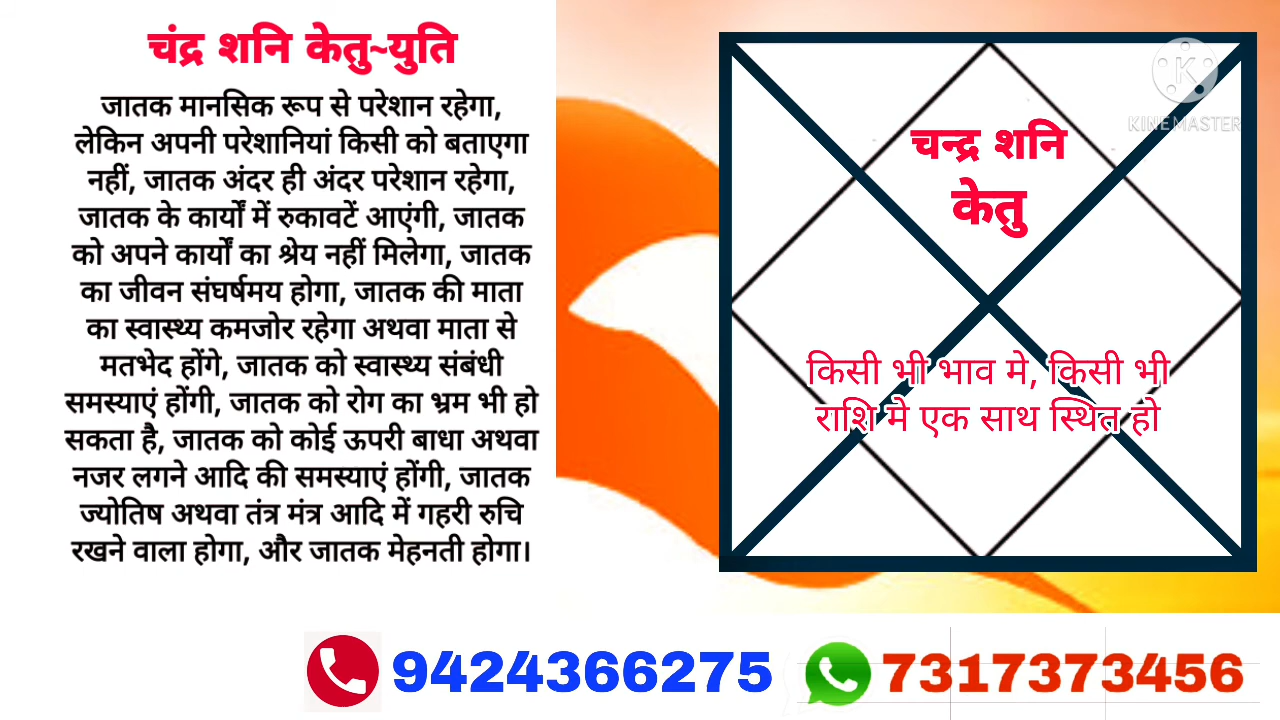 चंद्र शनि केतु~युति
जातक मानसिक रूप से परेशान रहेगा,
लेकिन अपनी परेशानियां किसी को बताएगा
नहीं, जातक अंदर ही अंदर परेशान रहेगा,
जातक के कार्यों में रुकावटें आएंगी, जातक
को अपने कार्यों का श्रेय नहीं मिलेगा, जातक
का जीवन संघर्षमय होगा, जातक की माता
का स्वास्थ्य कमजोर रहेगा अथवा माता से
मतभेद होंगे, जातक को स्वास्थ्य संबंधी
समस्याएं होंगी, जातक को रोग का भ्रम भी हो
सकता है, जातक को कोई ऊपरी बाधा अथवा
नजर लगने आदि की समस्याएं होंगी, जातक
ज्योतिष अथवा तंत्र मंत्र आदि में गहरी रुचि
रखने वाला होगा, और जातक मेहनती होगा।
K
KINEMASTER
चन्द्र शनि
केतु
किसी भी भाव मे, किसी भी
राशि मे एक साथ स्थित हो
9424366275
7317373456